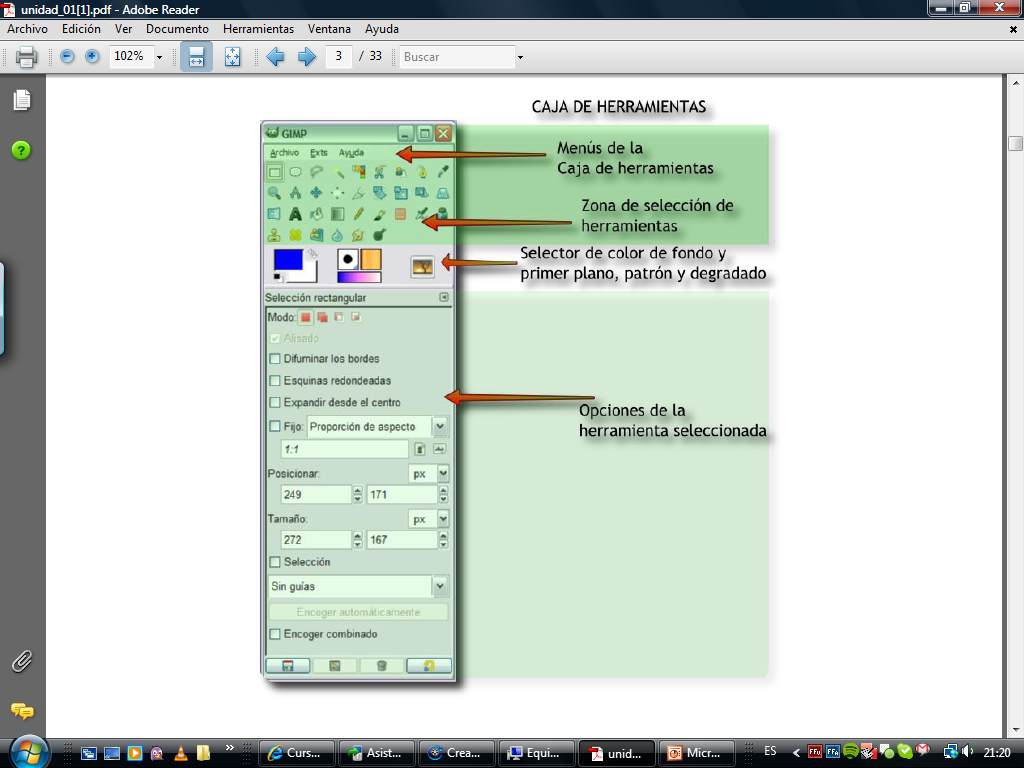 unidad_01[1].pdf - Adobe Reader
Archivo Edición Ver Documento Herramientas Ventana Ayuda
102% 3 / 33 Buscar
CAJA DE HERRAMIENTAS
GIMP
Archivo Exts Ayuda
Menús de la
Caja de herramientas
Zona de selección de
herramientas
Selector de color de fondo y
primer plano, patrón y degradado
Selección rectangular
Modo:
Alisado
Difuminar los bordes
Esquinas redondeadas
Expandir desde el centro
Opciones de la
herramienta seleccionada
Fijo: Proporción de aspecto
1:1
Posicionar: px
249 171
Tamaño: px
272 167
Selección
Sin guías
Encoger automáticamente
Encoger combinado
Curs... Asist... Crea... Equi... unid... Micr... ES 21:20